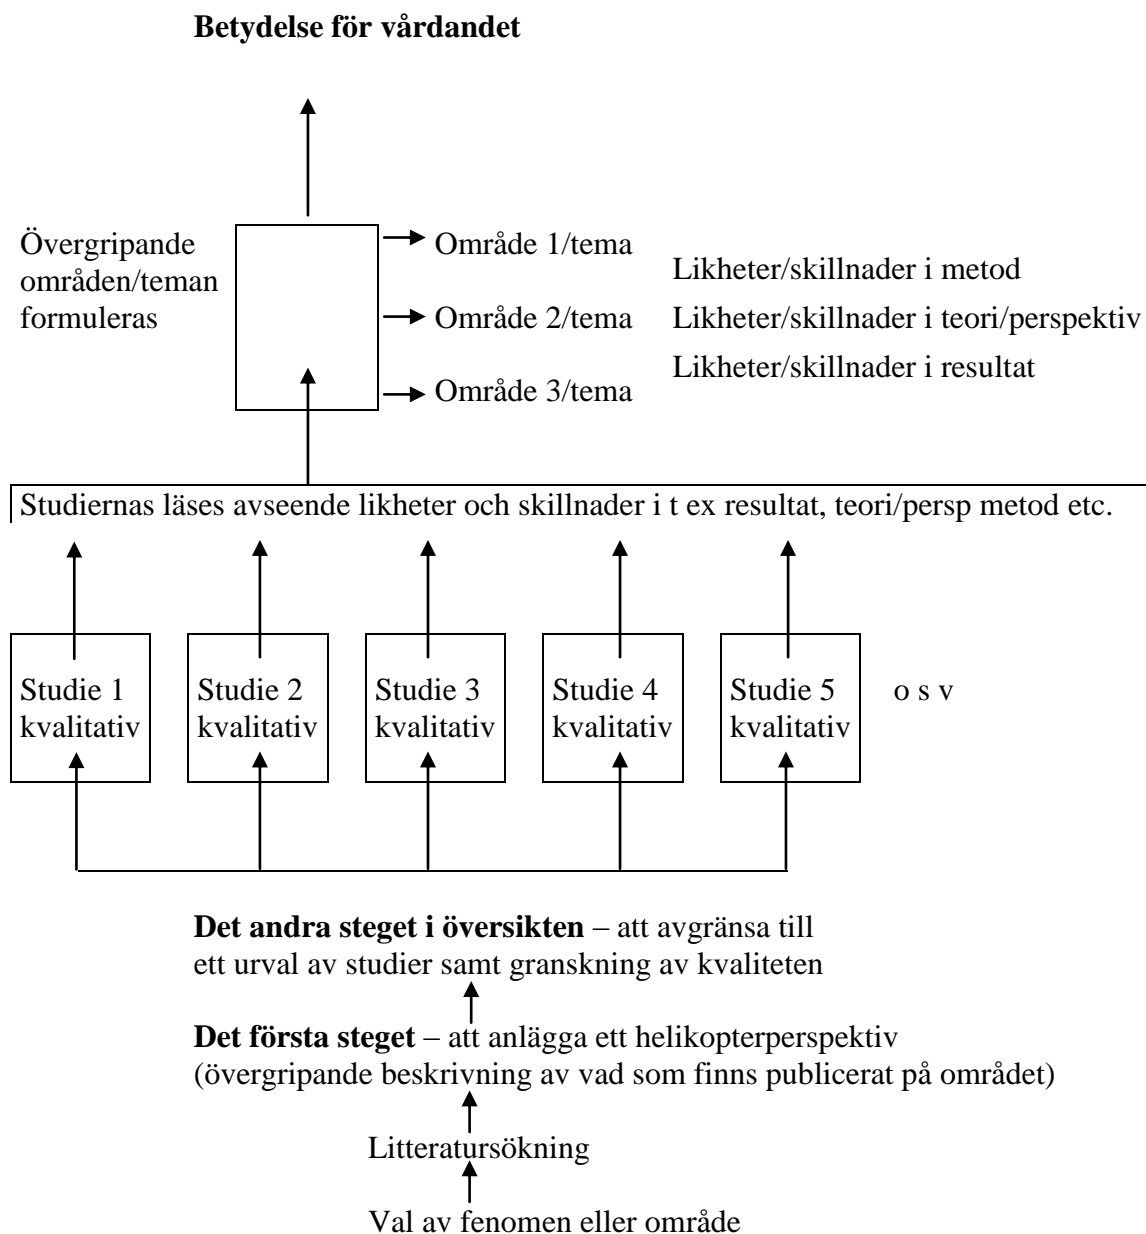 Betydelse för vårdandet
Övergripande
områden/teman
formuleras
Område 1/tema
Område 2/tema
Område 3/tema
Likheter/skillnader i metod
Likheter/skillnader i teori/perspektiv
Likheter/skillnader i resultat
Studiernas läses avseende likheter och skillnader i t ex resultat, teori/persp metod etc.
Studie 1
kvalitativ
Studie 2
kvalitativ
Studie 3
kvalitativ
Studie 4
kvalitativ
Studie 5
kvalitativ
o s v
Det andra steget i översikten – att avgränsa till
ett urval av studier samt granskning av kvaliteten
Det första steget – att anlägga ett helikopterperspektiv
(övergripande beskrivning av vad som finns publicerat på området)
Litteratursökning
Val av fenomen eller område